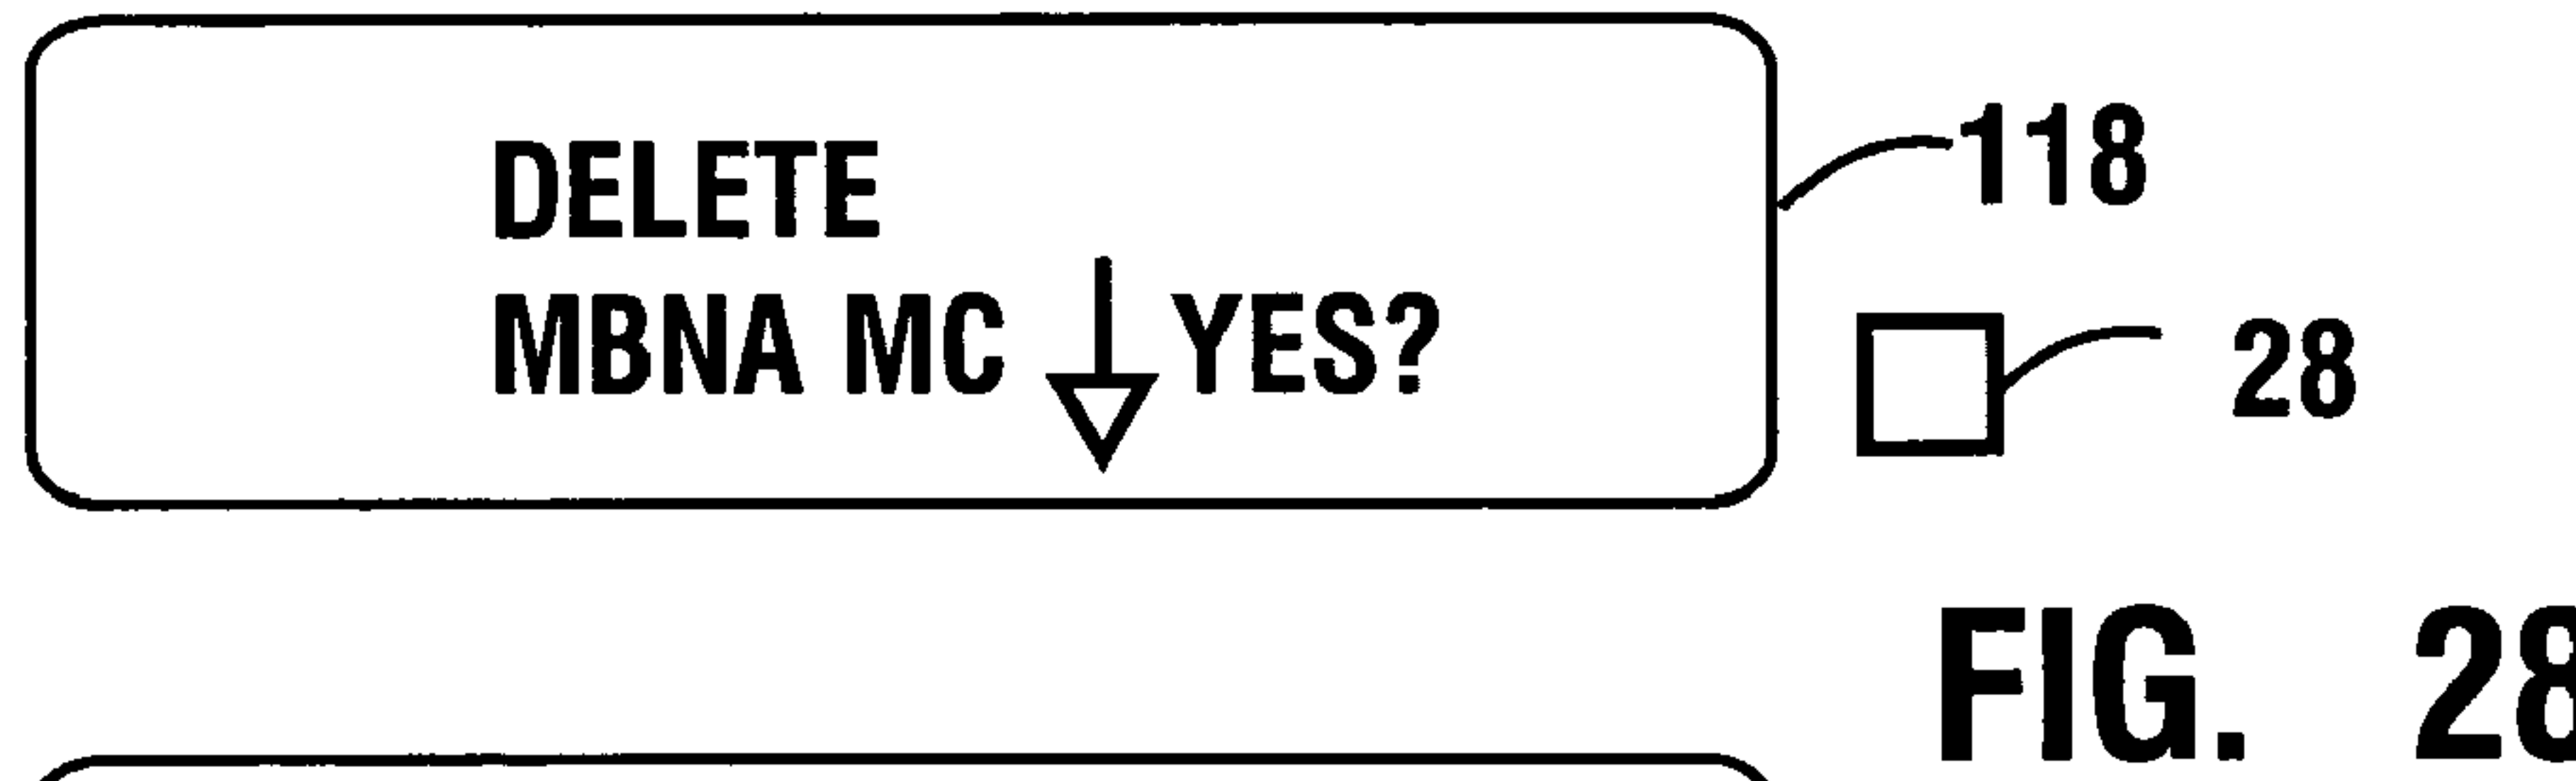 DELETE
MBNA MC YES?
118
28
FIG. 28